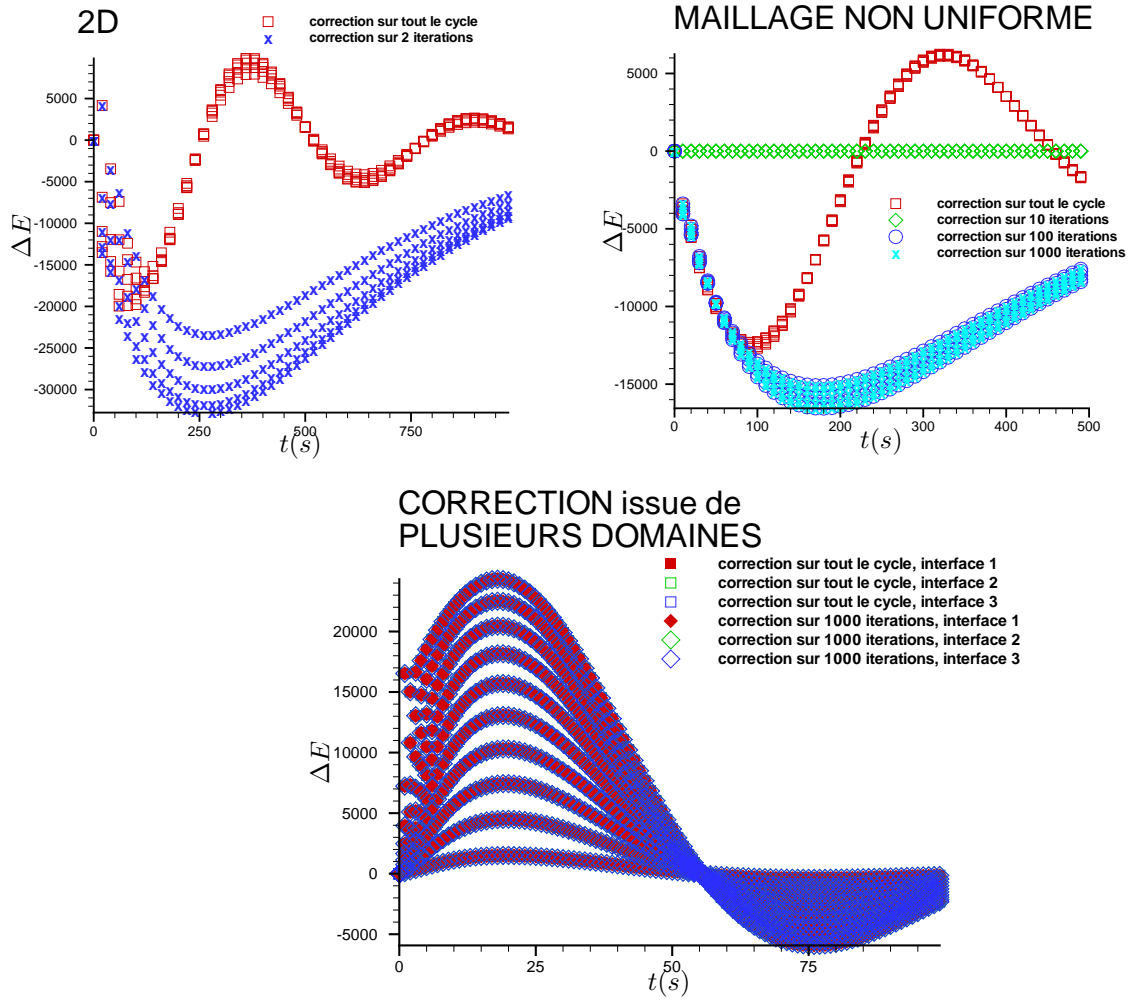 2D
correction sur tout le cycle
correction sur 2 iterations
5000
0
-5000
-10000
-15000
-20000
-25000
-30000
ΔE
0
250
500
750
t(s)
MAILLAGE NON UNIFORME
5000
0
-5000
-10000
-15000
ΔE
correction sur tout le cycle
correction sur 10 iterations
correction sur 100 iterations
correction sur 1000 iterations
0
100
200
300
400
500
t(s)
CORRECTION issue de
PLUSIEURS DOMAINES
correction sur tout le cycle, interface 1
correction sur tout le cycle, interface 2
correction sur tout le cycle, interface 3
correction sur 1000 iterations, interface 1
correction sur 1000 iterations, interface 2
correction sur 1000 iterations, interface 3
20000
15000
10000
5000
0
-5000
ΔE
0
25
50
75
t(s)